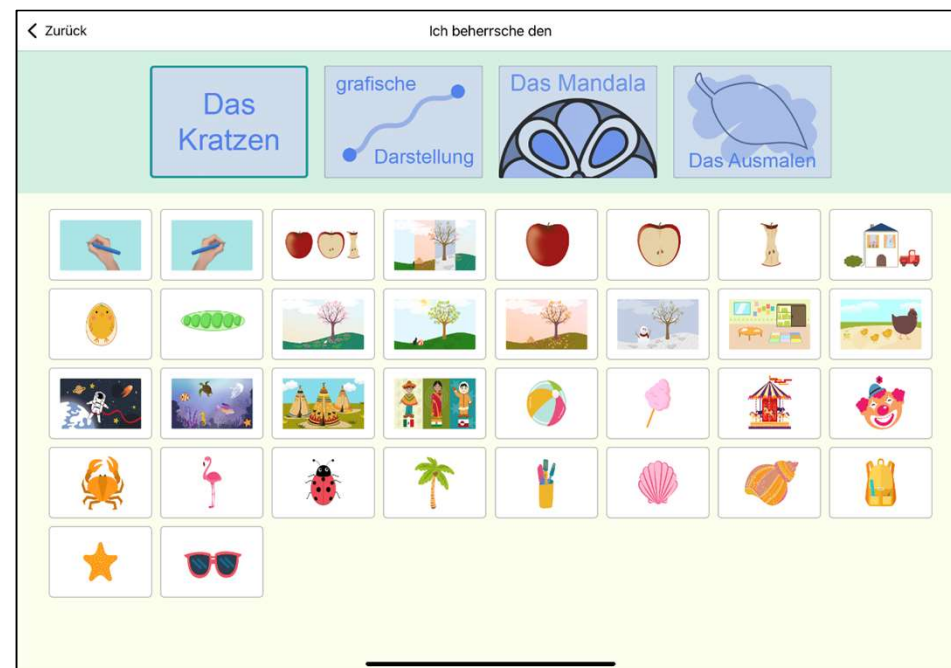 Zurück
Ich beherrsche den
Das
Kratzen
grafische
Darstellung
Das Mandala
Das Ausmalen